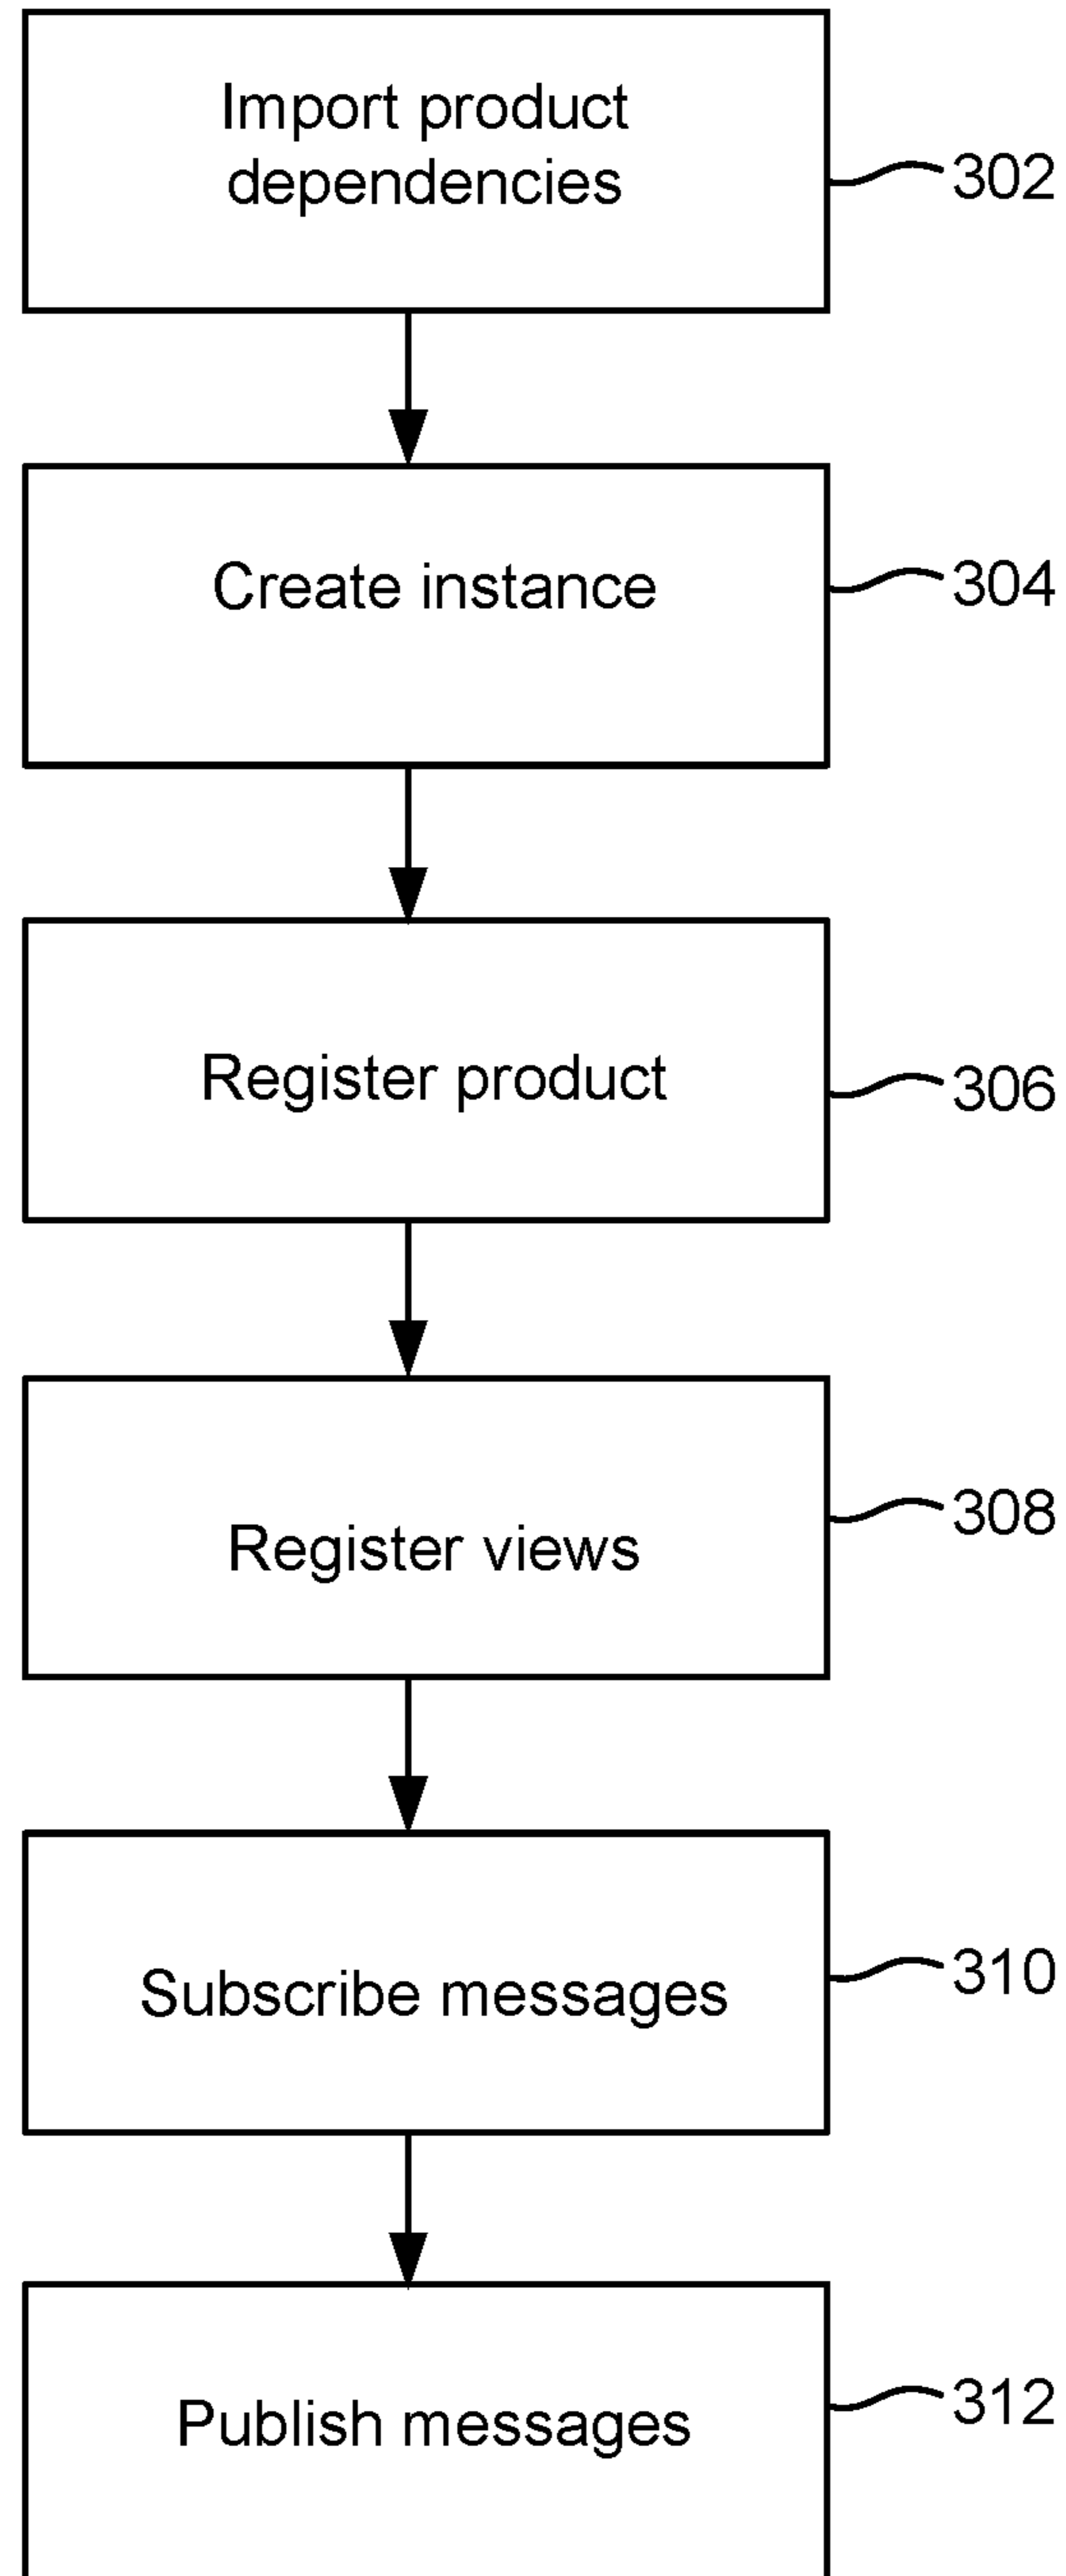 Import product
dependencies
302
Create instance
304
Register product
306
Register views
308
Subscribe messages
310
Publish messages
312